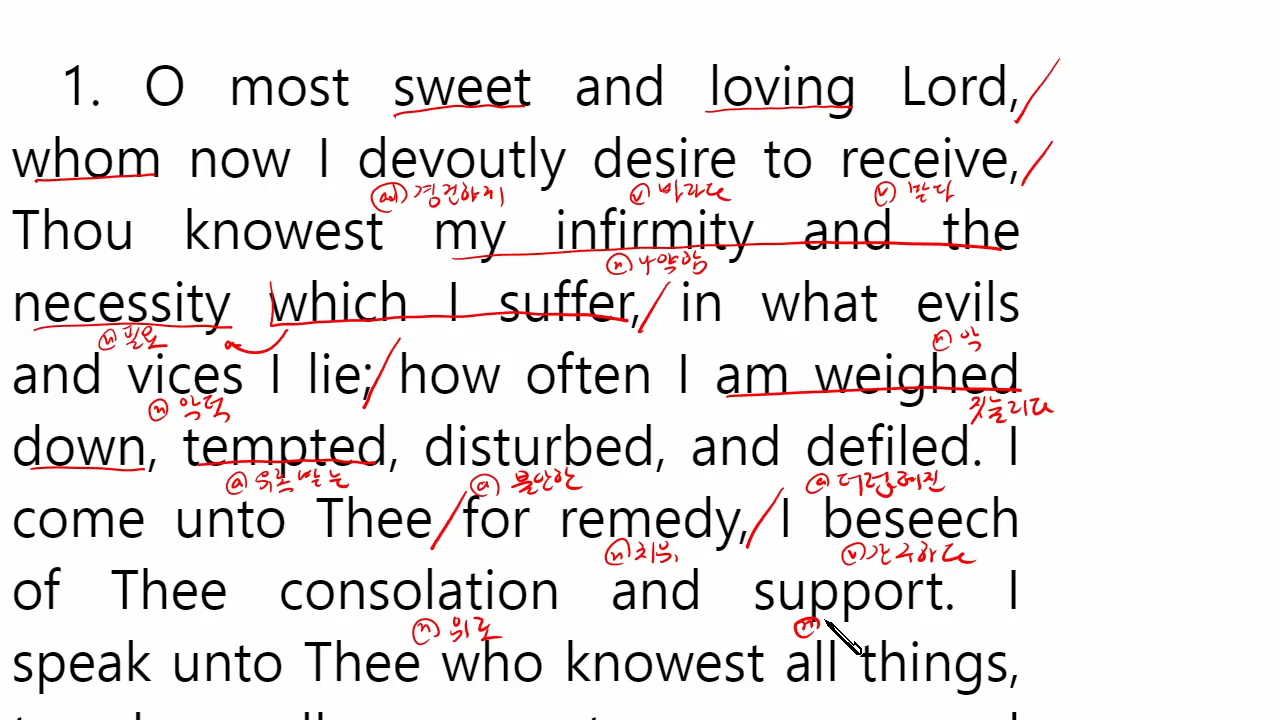 1. O most sweet and loving Lord,
whom now I devoutly desire to receive,
ad 경건하게 v 바라다 v 받다
Thou knowest my infirmity and the
n 나약함
necessity which I suffer, in what evils
n 필요 n 악
and vices I lie; how often I am weighed
n 악덕 짓눌리다
down, tempted, disturbed, and defiled. I
a 유혹받는 a 불안한 a 더럽혀진
come unto Thee for remedy, I beseech
n 치유 v 간구하다
of Thee consolation and support. I
n 위로 n
speak unto Thee who knowest all things,